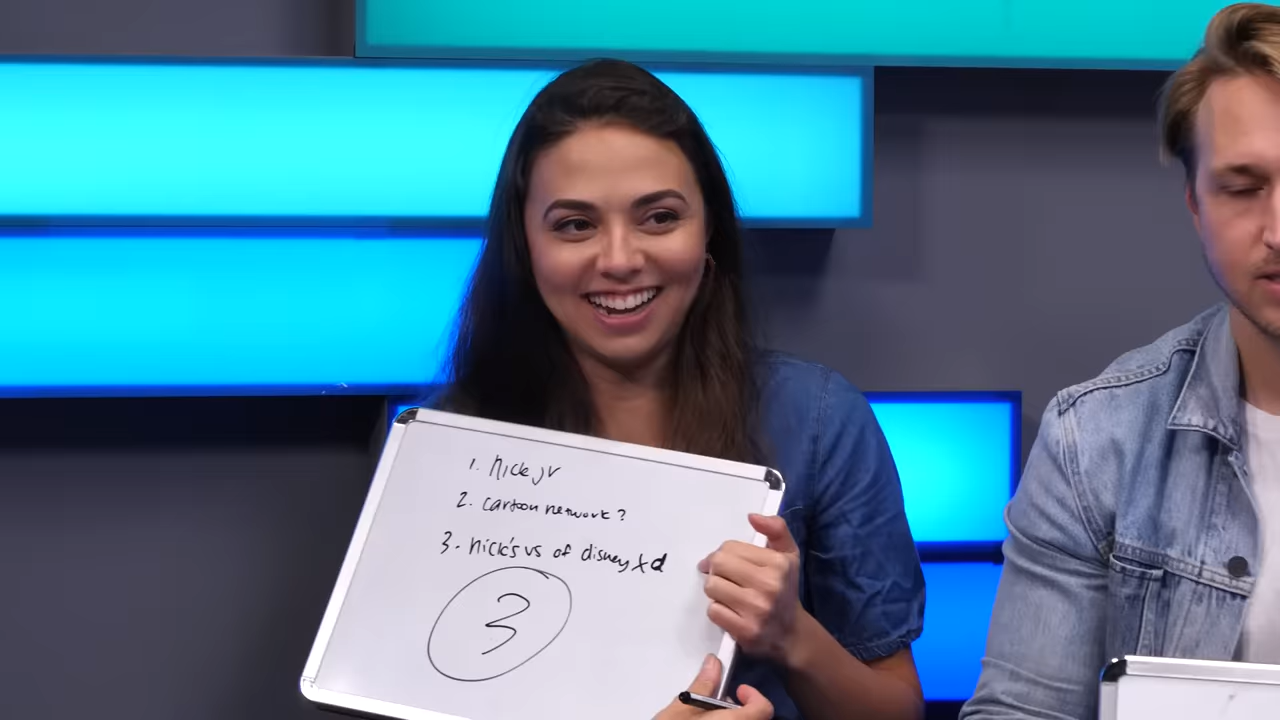 1. nick jr
2. cartoon network?
3. nick's vs of disney xd
3